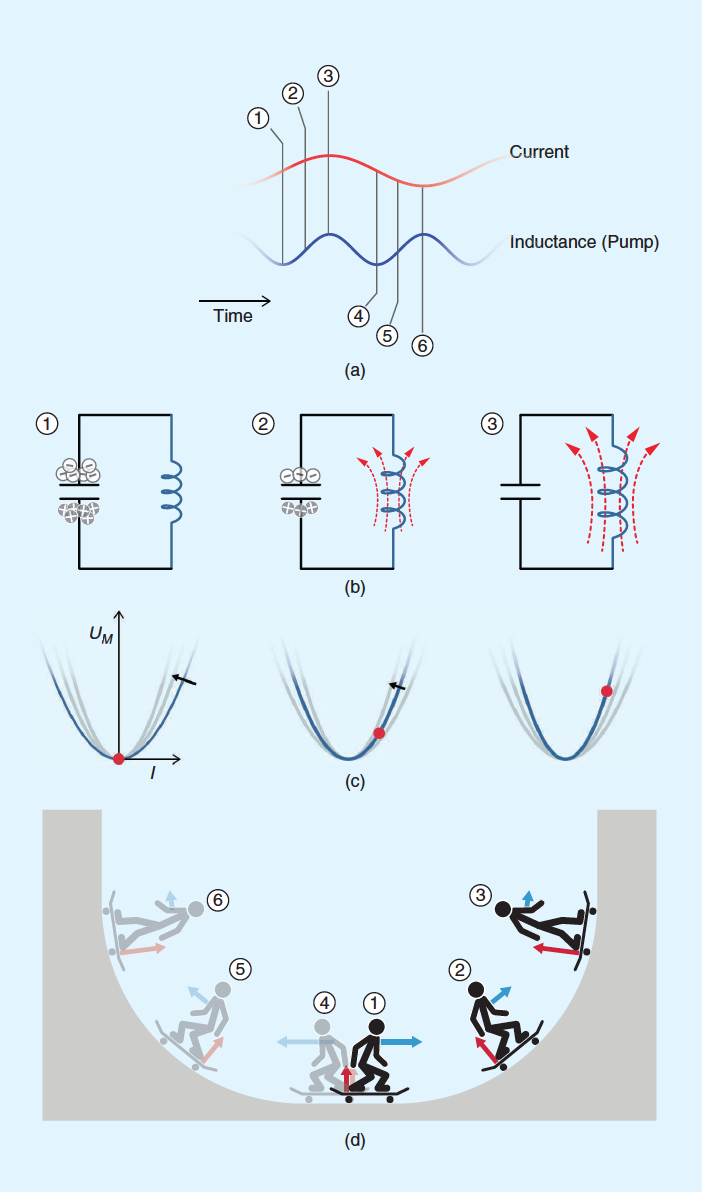 ③
②
①
Current
Inductance (Pump)
Time
④
⑤
⑥
(a)
① ② ③
(b)
U_M
I
(c)
⑥ ③
⑤ ②
④ ①
(d)